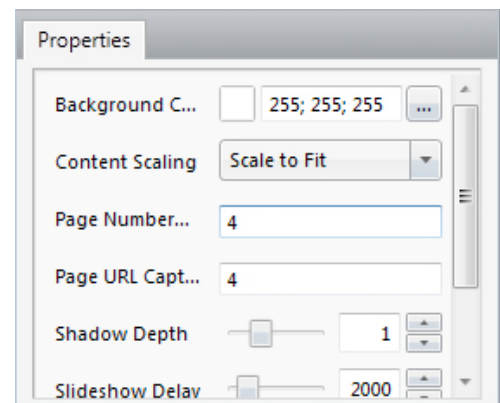 Properties
Background C... 255; 255; 255 ...
Content Scaling Scale to Fit
Page Number... 4
Page URL Capt... 4
Shadow Depth 1
Slideshow Delay 2000